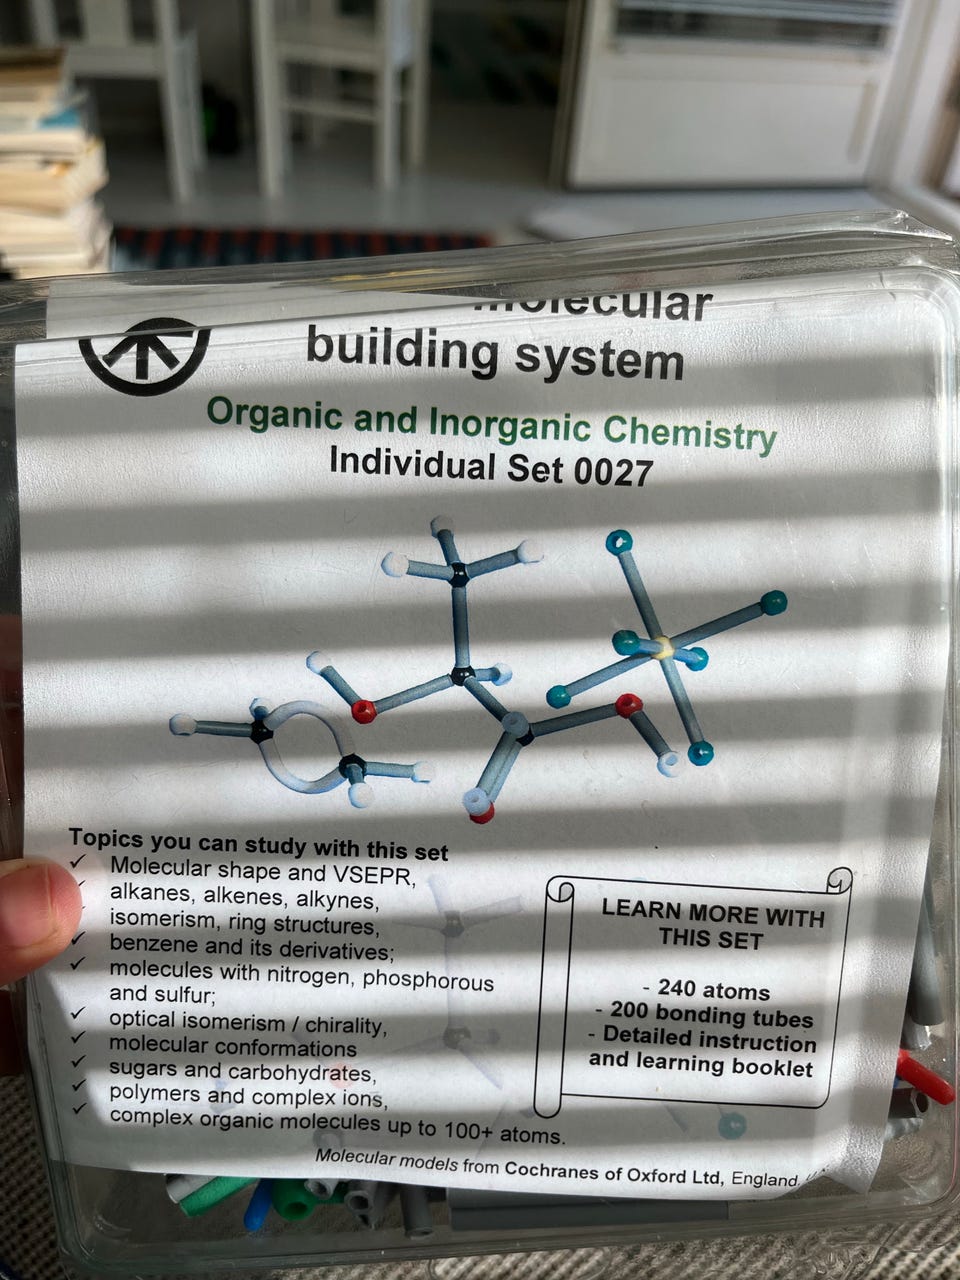 molecular
building system
Organic and Inorganic Chemistry
Individual Set 0027
Topics you can study with this set
✓ Molecular shape and VSEPR,
✓ alkanes, alkenes, alkynes,
isomerism, ring structures,
✓ benzene and its derivatives;
✓ molecules with nitrogen, phosphorous
and sulfur;
✓ optical isomerism / chirality,
✓ molecular conformations
✓ sugars and carbohydrates,
✓ polymers and complex ions,
✓ complex organic molecules up to 100+ atoms.
LEARN MORE WITH
THIS SET
- 240 atoms
- 200 bonding tubes
- Detailed instruction
and learning booklet
Molecular models from Cochranes of Oxford Ltd, England.